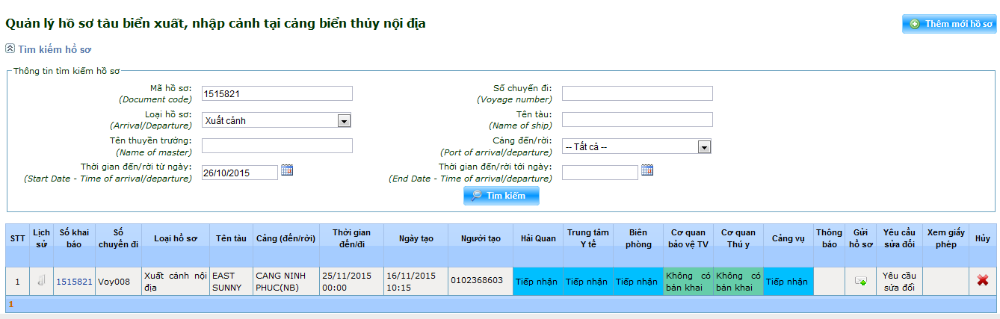 Quản lý hồ sơ tàu biển xuất, nhập cảnh tại cảng biển thủy nội địa
Thêm mới hồ sơ
Tìm kiếm hồ sơ
Thông tin tìm kiếm hồ sơ
Mã hồ sơ: 1515821 Số chuyến đi:
(Document code) (Voyage number)
Loại hồ sơ: Xuất cảnh Tên tàu:
(Arrival/Departure) (Name of ship)
Tên thuyền trưởng: Cảng đến/rời: -- Tất cả --
(Name of master) (Port of arrival/departure)
Thời gian đến/rời từ ngày: 26/10/2015 Thời gian đến/rời tới ngày:
(Start Date - Time of arrival/departure) (End Date - Time of arrival/departure)
Tìm kiếm
STT Lịch sử Số khai báo Số chuyến đi Loại hồ sơ Tên tàu Cảng (đến/rời) Thời gian đến/đi Ngày tạo Người tạo Hải Quan Trung tâm Y tế Biên phòng Cơ quan bảo vệ TV Cơ quan Thú y Cảng vụ Thông báo Gửi hồ sơ Yêu cầu sửa đổi Xem giấy phép Hủy
1 1515821 Voy008 Xuất cảnh nội địa EAST SUNNY CANG NINH PHUC(NB) 25/11/2015 00:00 16/11/2015 10:15 0102368603 Tiếp nhận Tiếp nhận Tiếp nhận Không có bản khai Không có bản khai Tiếp nhận Yêu cầu sửa đổi
1